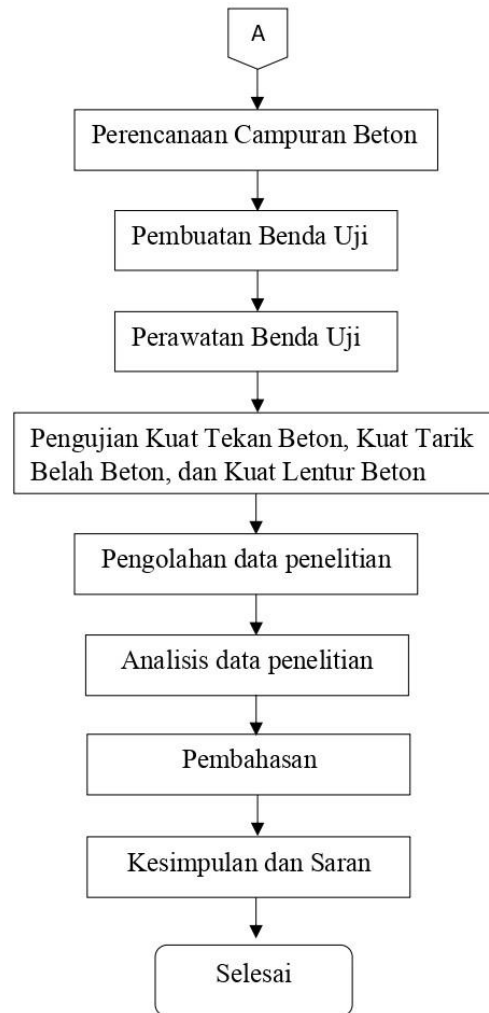 A
Perencanaan Campuran Beton
Pembuatan Benda Uji
Perawatan Benda Uji
Pengujian Kuat Tekan Beton, Kuat Tarik
Belah Beton, dan Kuat Lentur Beton
Pengolahan data penelitian
Analisis data penelitian
Pembahasan
Kesimpulan dan Saran
Selesai